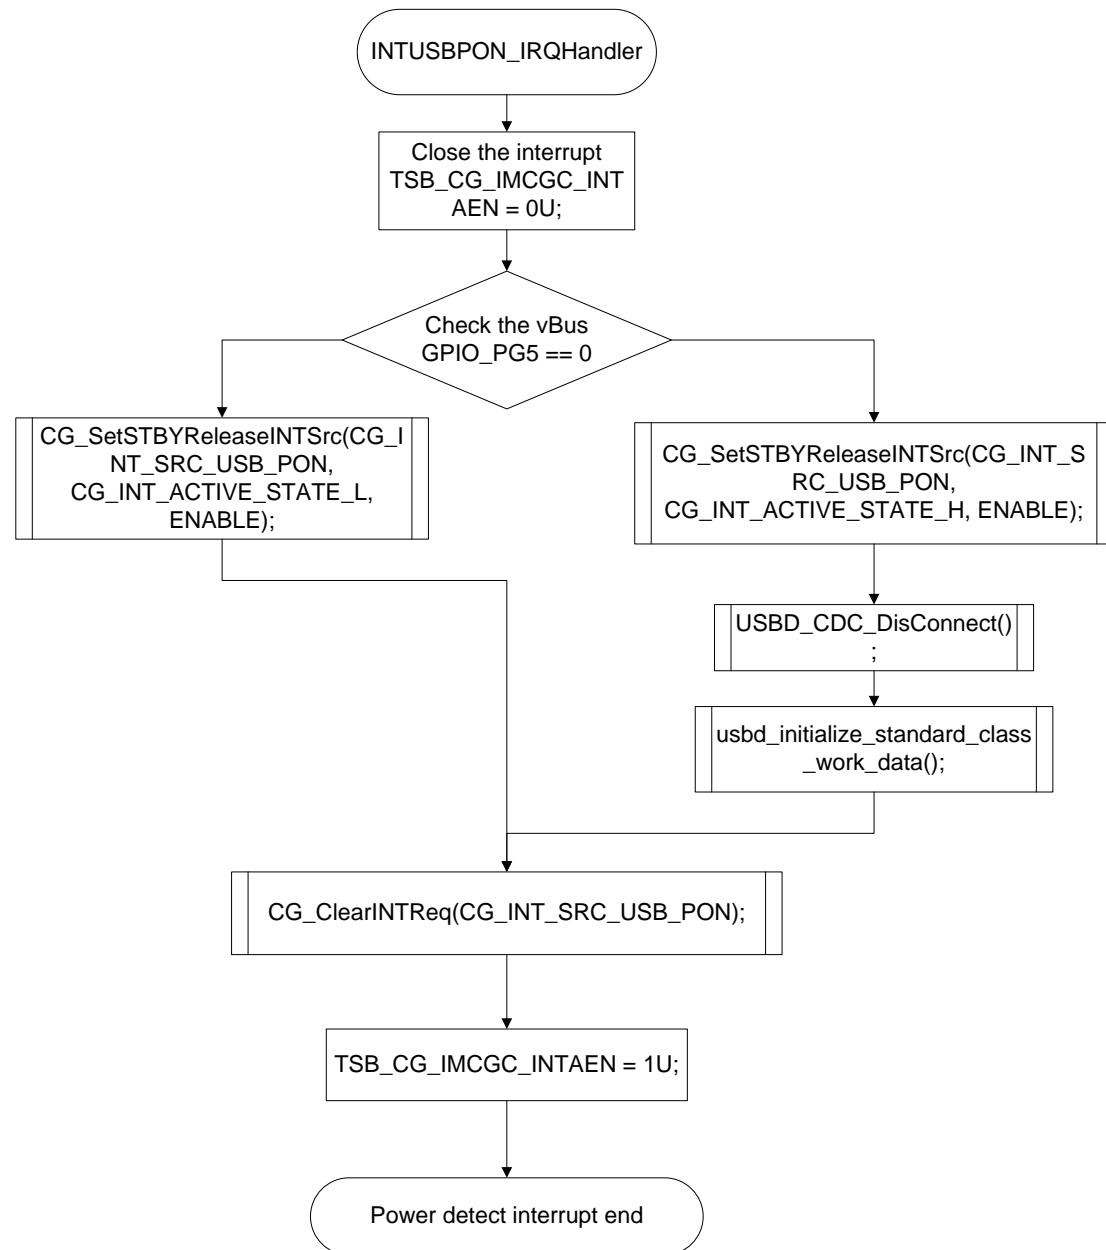 INTUSBPON_IRQHandler
Close the interrupt
TSB_CG_IMCGC_INT
AEN = 0U;
Check the vBus
GPIO_PG5 == 0
CG_SetSTBYReleaseINTSrc(CG_I
NT_SRC_USB_PON,
CG_INT_ACTIVE_STATE_L,
ENABLE);
CG_SetSTBYReleaseINTSrc(CG_INT_S
RC_USB_PON,
CG_INT_ACTIVE_STATE_H, ENABLE);
USBD_CDC_DisConnect()
;
usbd_initialize_standard_class
_work_data();
CG_ClearINTReq(CG_INT_SRC_USB_PON);
TSB_CG_IMCGC_INTAEN = 1U;
Power detect interrupt end